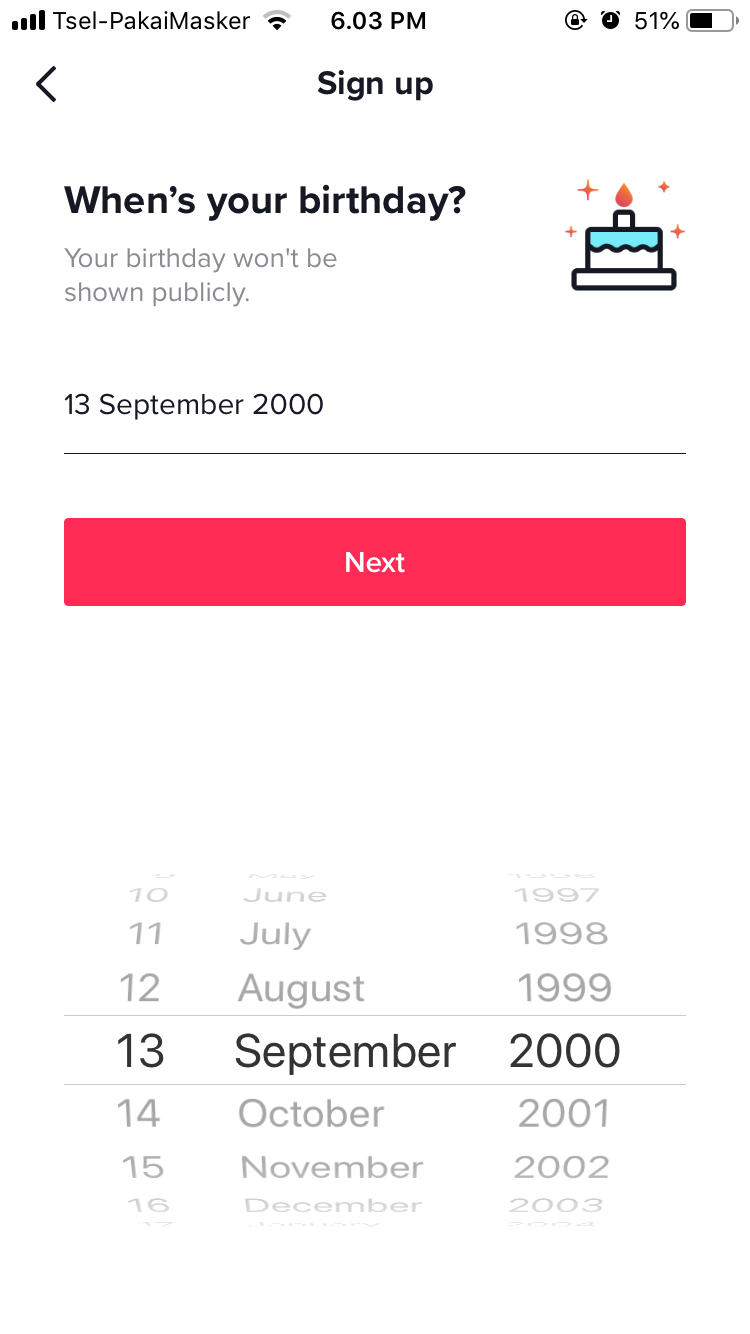 Tsel-PakaiMasker 6.03 PM 51%
Sign up
When’s your birthday?
Your birthday won't be
shown publicly.
13 September 2000
Next
10 June 1997
11 July 1998
12 August 1999
13 September 2000
14 October 2001
15 November 2002
16 December 2003